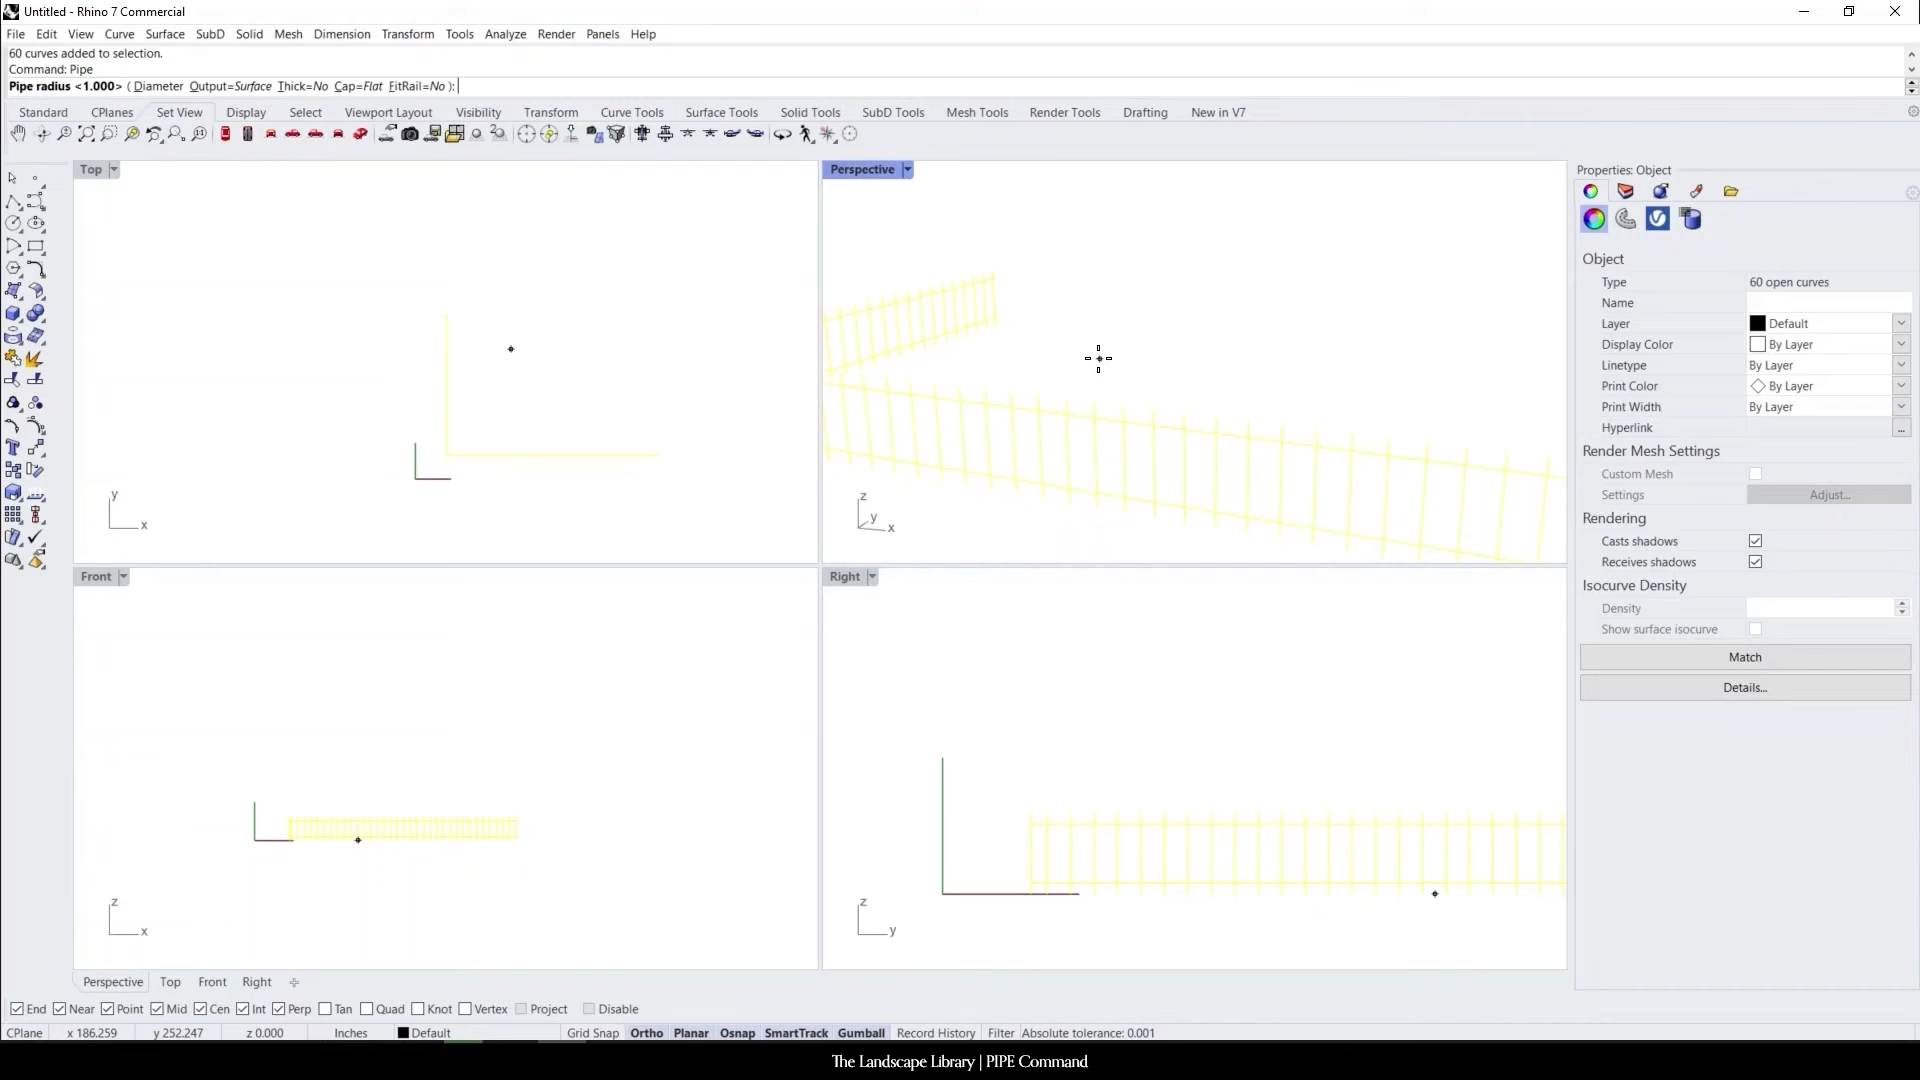 Untitled - Rhino 7 Commercial
File Edit View Curve Surface SubD Solid Mesh Dimension Transform Tools Analyze Render Panels Help
60 curves added to selection.
Command: Pipe
Pipe radius <1.000> ( Diameter Output=Surface Thick=No Cap=Flat FitRail=No ):
Standard CPlanes Set View Display Select Viewport Layout Visibility Transform Curve Tools Surface Tools Solid Tools SubD Tools Mesh Tools Render Tools Drafting New in V7
Top
y
x
Perspective
z
y
x
Front
z
x
Right
z
y
Properties: Object
Object
Type 60 open curves
Name
Layer Default
Display Color By Layer
Linetype By Layer
Print Color By Layer
Print Width By Layer
Hyperlink ...
Render Mesh Settings
Custom Mesh
Settings Adjust...
Rendering
Casts shadows
Receives shadows
Isocurve Density
Density
Show surface isocurve
Match
Details...
Perspective Top Front Right
End Near Point Mid Cen Int Perp Tan Quad Knot Vertex Project Disable
CPlane x 186.259 y 252.247 z 0.000 Inches Default Grid Snap Ortho Planar Osnap SmartTrack Gumball Record History Filter Absolute tolerance: 0.001
The Landscape Library | PIPE Command